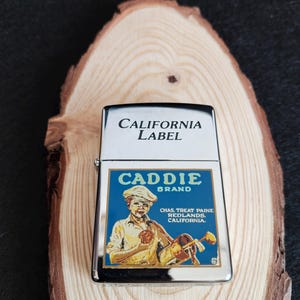 CALIFORNIA
LABEL
CADDIE
BRAND
CHAS. TREAT PAINE
REDLANDS,
CALIFORNIA.